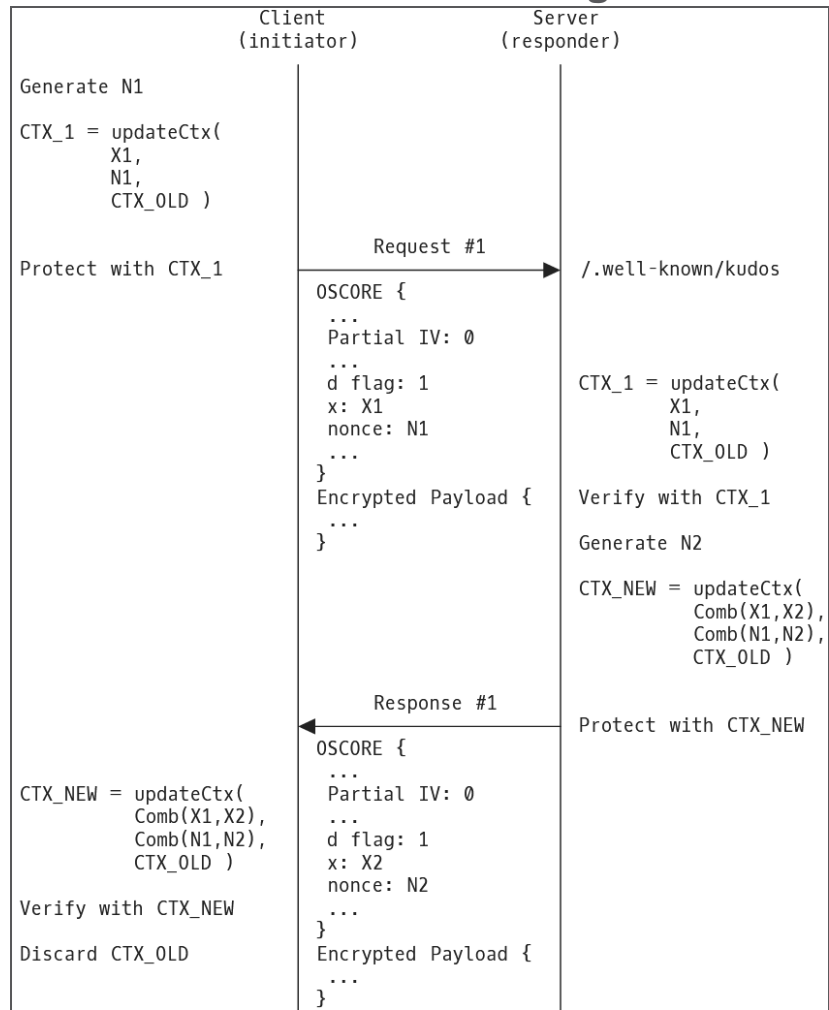 Client Server
(initiator) (responder)
Generate N1
CTX_1 = updateCtx(
X1,
N1,
CTX_OLD )
Request #1
Protect with CTX_1 /.well-known/kudos
OSCORE {
...
Partial IV: 0
...
d flag: 1 CTX_1 = updateCtx(
x: X1 X1,
nonce: N1 N1,
... CTX_OLD )
}
Encrypted Payload { Verify with CTX_1
...
} Generate N2
CTX_NEW = updateCtx(
Comb(X1,X2),
Comb(N1,N2),
CTX_OLD )
Response #1
Protect with CTX_NEW
OSCORE {
...
CTX_NEW = updateCtx( Partial IV: 0
Comb(X1,X2), ...
Comb(N1,N2), d flag: 1
CTX_OLD ) x: X2
nonce: N2
Verify with CTX_NEW ...
}
Discard CTX_OLD Encrypted Payload {
...
}